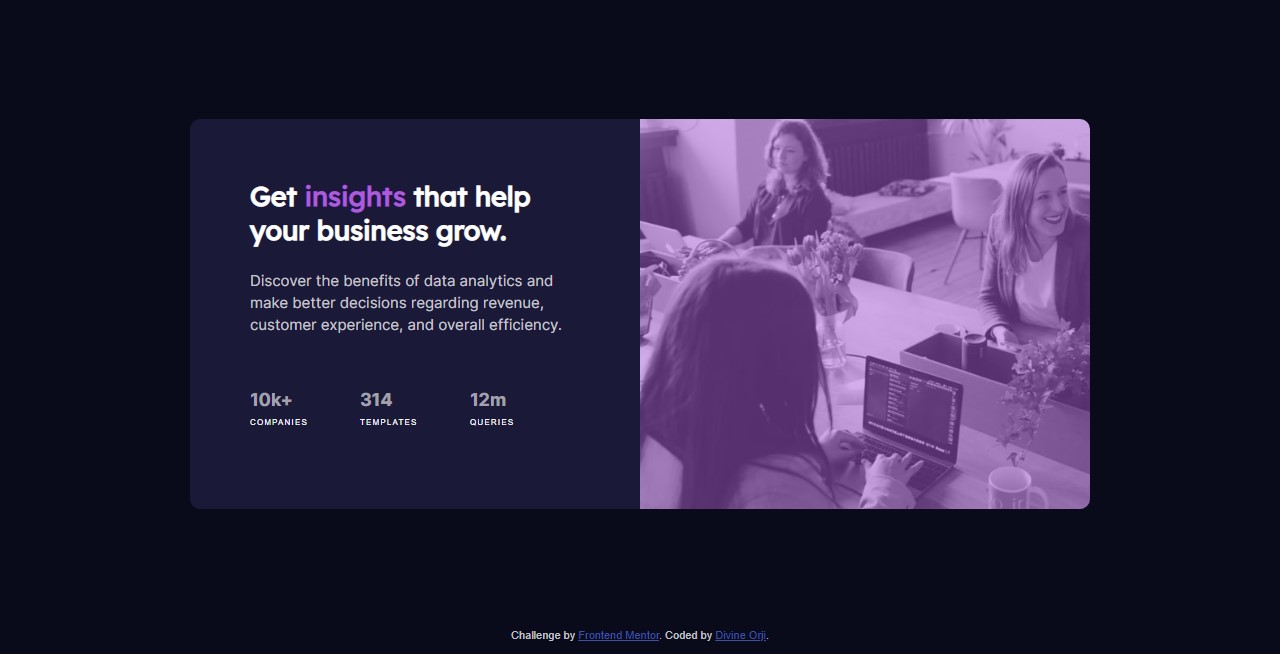 Get insights that help
your business grow.
Discover the benefits of data analytics and
make better decisions regarding revenue,
customer experience, and overall efficiency.
10k+ 314 12m
COMPANIES TEMPLATES QUERIES
Challenge by Frontend Mentor. Coded by Divine Orji.